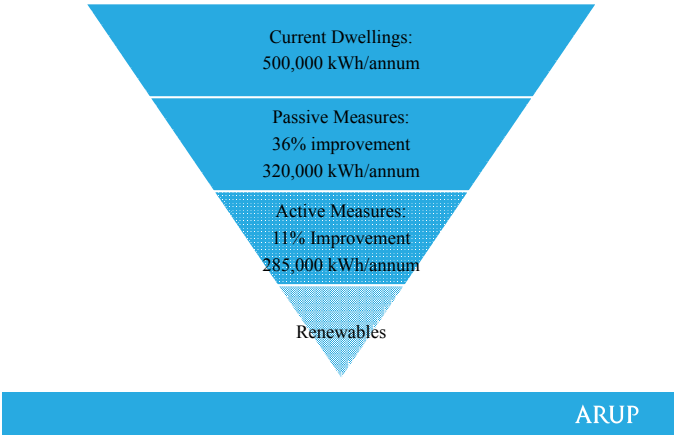 Current Dwellings:
500,000 kWh/annum
Passive Measures:
36% improvement
320,000 kWh/annum
Active Measures:
11% Improvement
285,000 kWh/annum
Renewables
ARUP